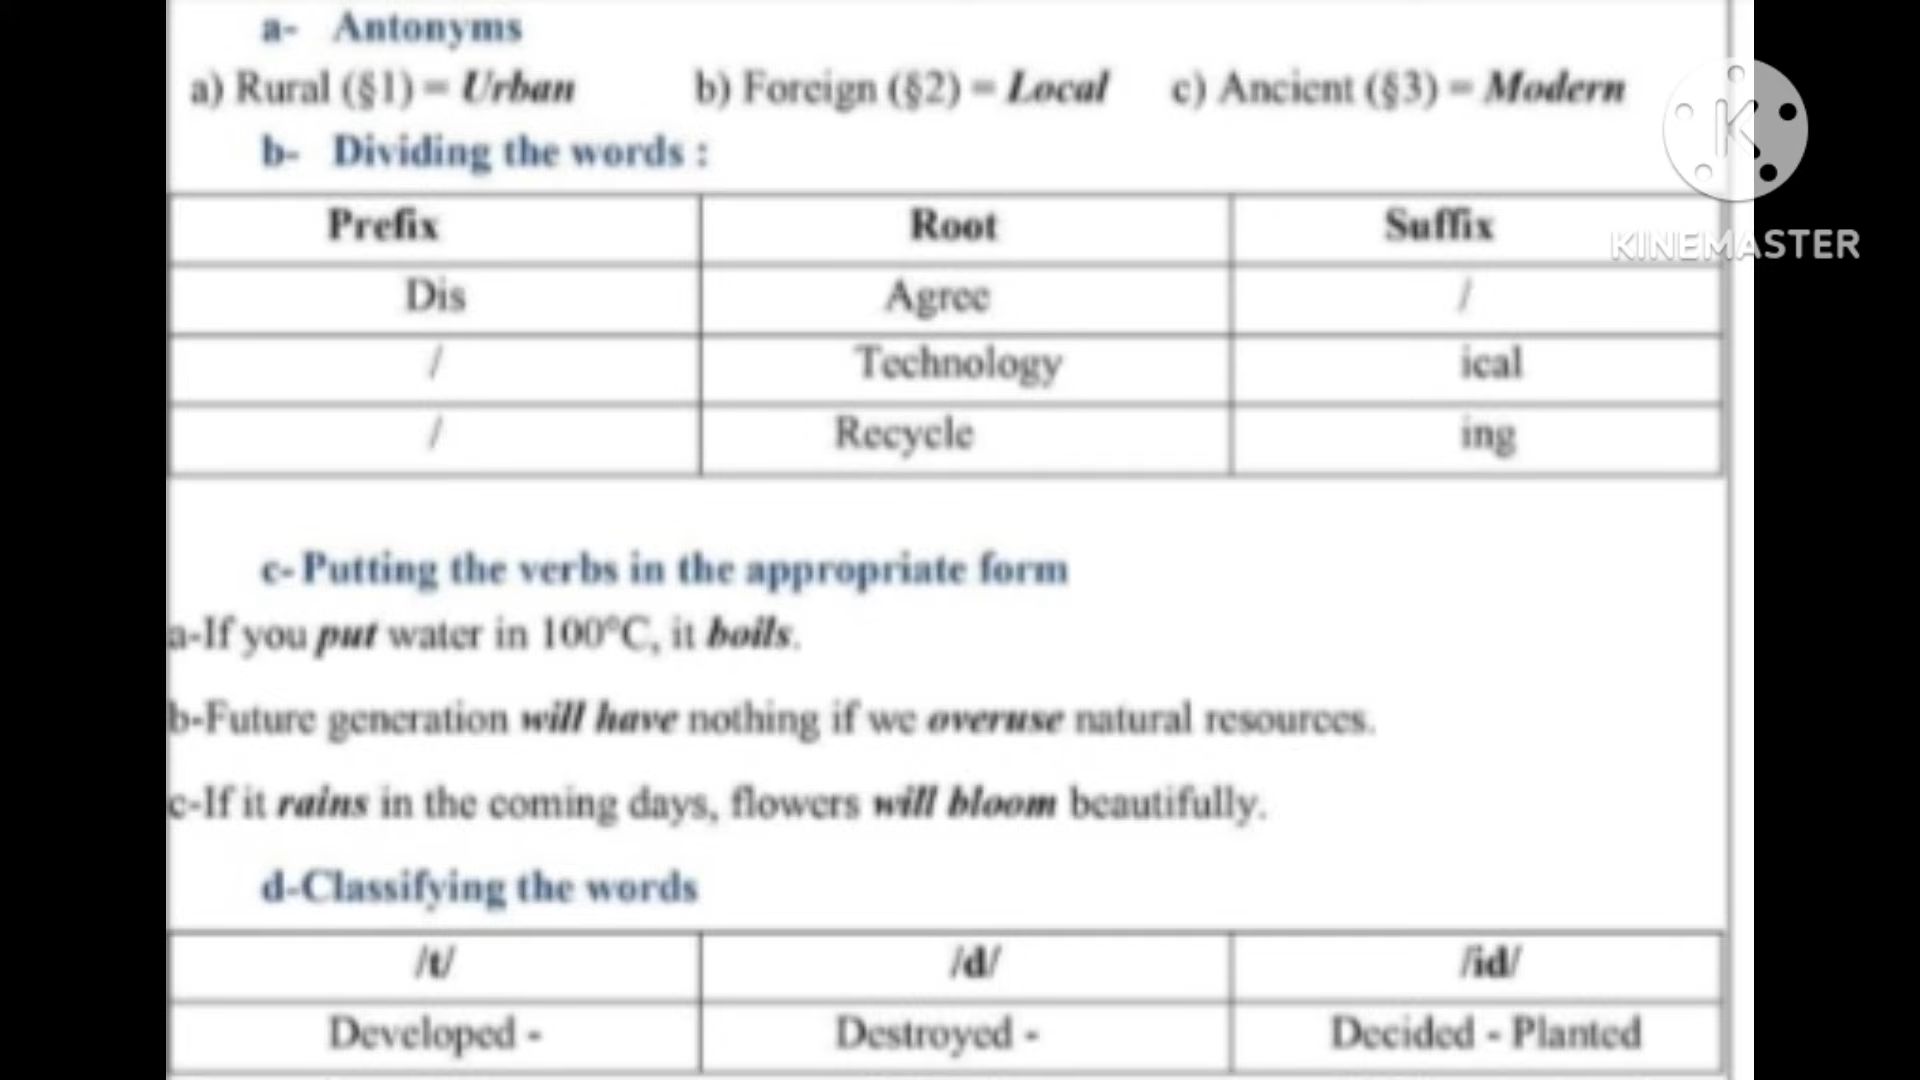 a- Antonyms
a) Rural (§1) = Urban b) Foreign (§2) = Local c) Ancient (§3) = Modern
b- Dividing the words :
Prefix Root Suffix
Dis Agree /
/ Technology ical
/ Recycle ing
c- Putting the verbs in the appropriate form
a-If you put water in 100°C, it boils.
b-Future generation will have nothing if we overuse natural resources.
c-If it rains in the coming days, flowers will bloom beautifully.
d-Classifying the words
/t/ /d/ /id/
Developed - Destroyed - Decided - Planted
K
KINEMASTER